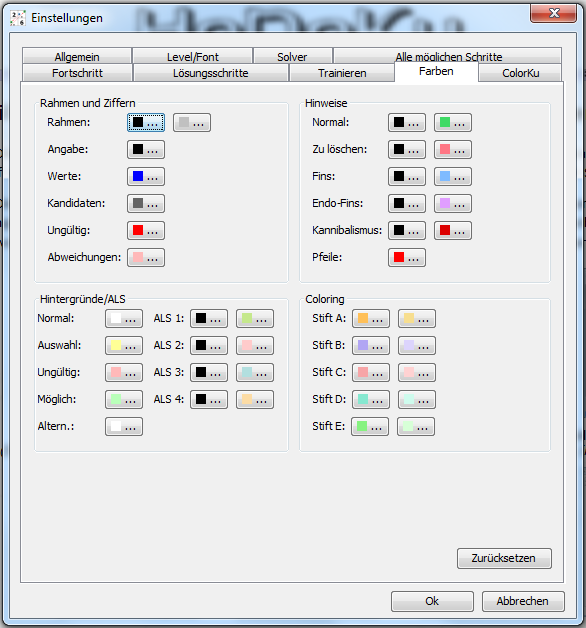 Einstellungen
Allgemein Level/Font Solver Alle möglichen Schritte
Fortschritt Lösungsschritte Trainieren Farben ColorKu
Rahmen und Ziffern
Rahmen: ... ...
Angabe: ...
Werte: ...
Kandidaten: ...
Ungültig: ...
Abweichungen: ...
Hinweise
Normal: ... ...
Zu löschen: ... ...
Fins: ... ...
Endo-Fins: ... ...
Kannibalismus: ... ...
Pfeile: ...
Hintergründe/ALS
Normal: ... ALS 1: ... ...
Auswahl: ... ALS 2: ... ...
Ungültig: ... ALS 3: ... ...
Möglich: ... ALS 4: ... ...
Altern.: ...
Coloring
Stift A: ... ...
Stift B: ... ...
Stift C: ... ...
Stift D: ... ...
Stift E: ... ...
Zurücksetzen
Ok Abbrechen